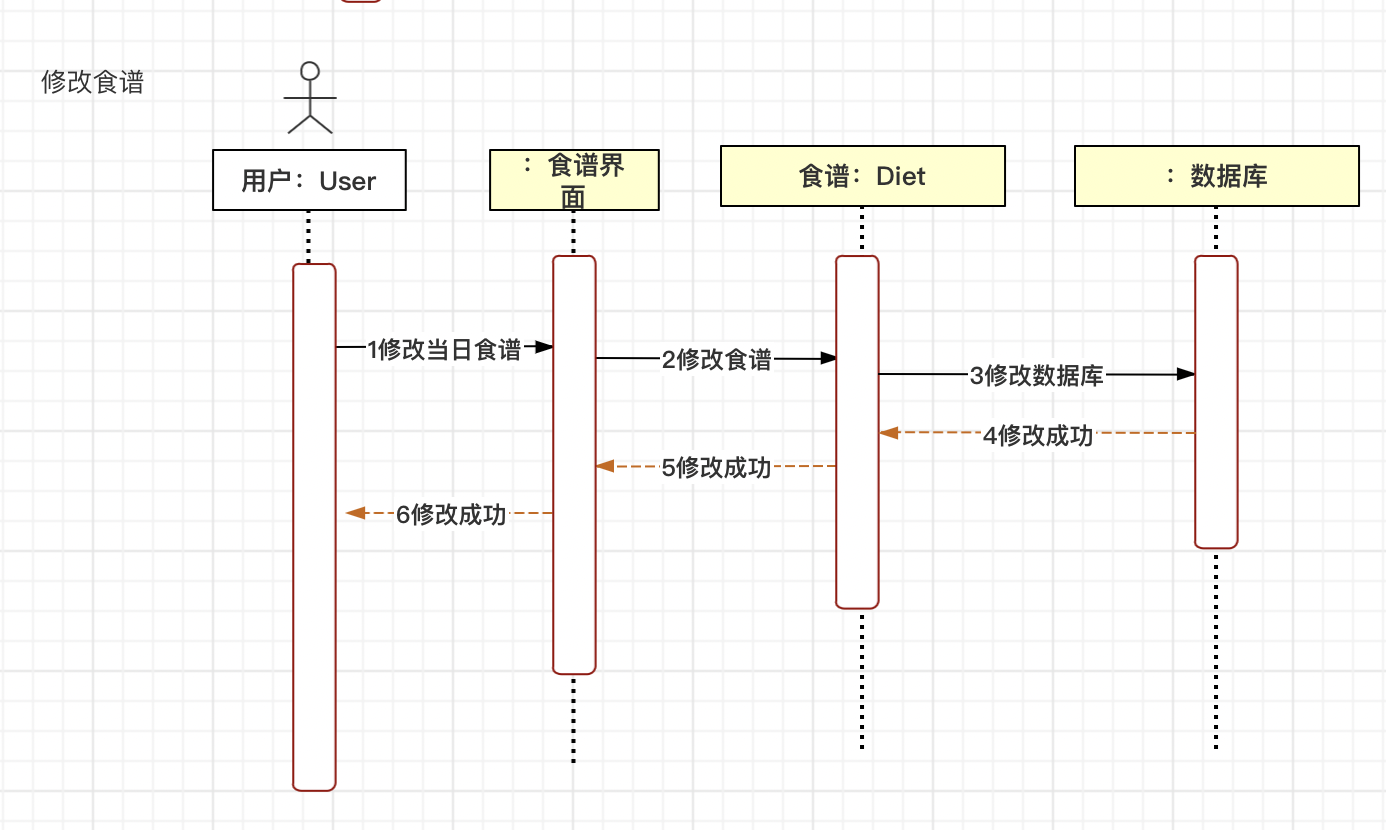 修改食谱
用户：User
：食谱界
面
食谱：Diet
：数据库
1修改当日食谱
2修改食谱
3修改数据库
4修改成功
5修改成功
6修改成功